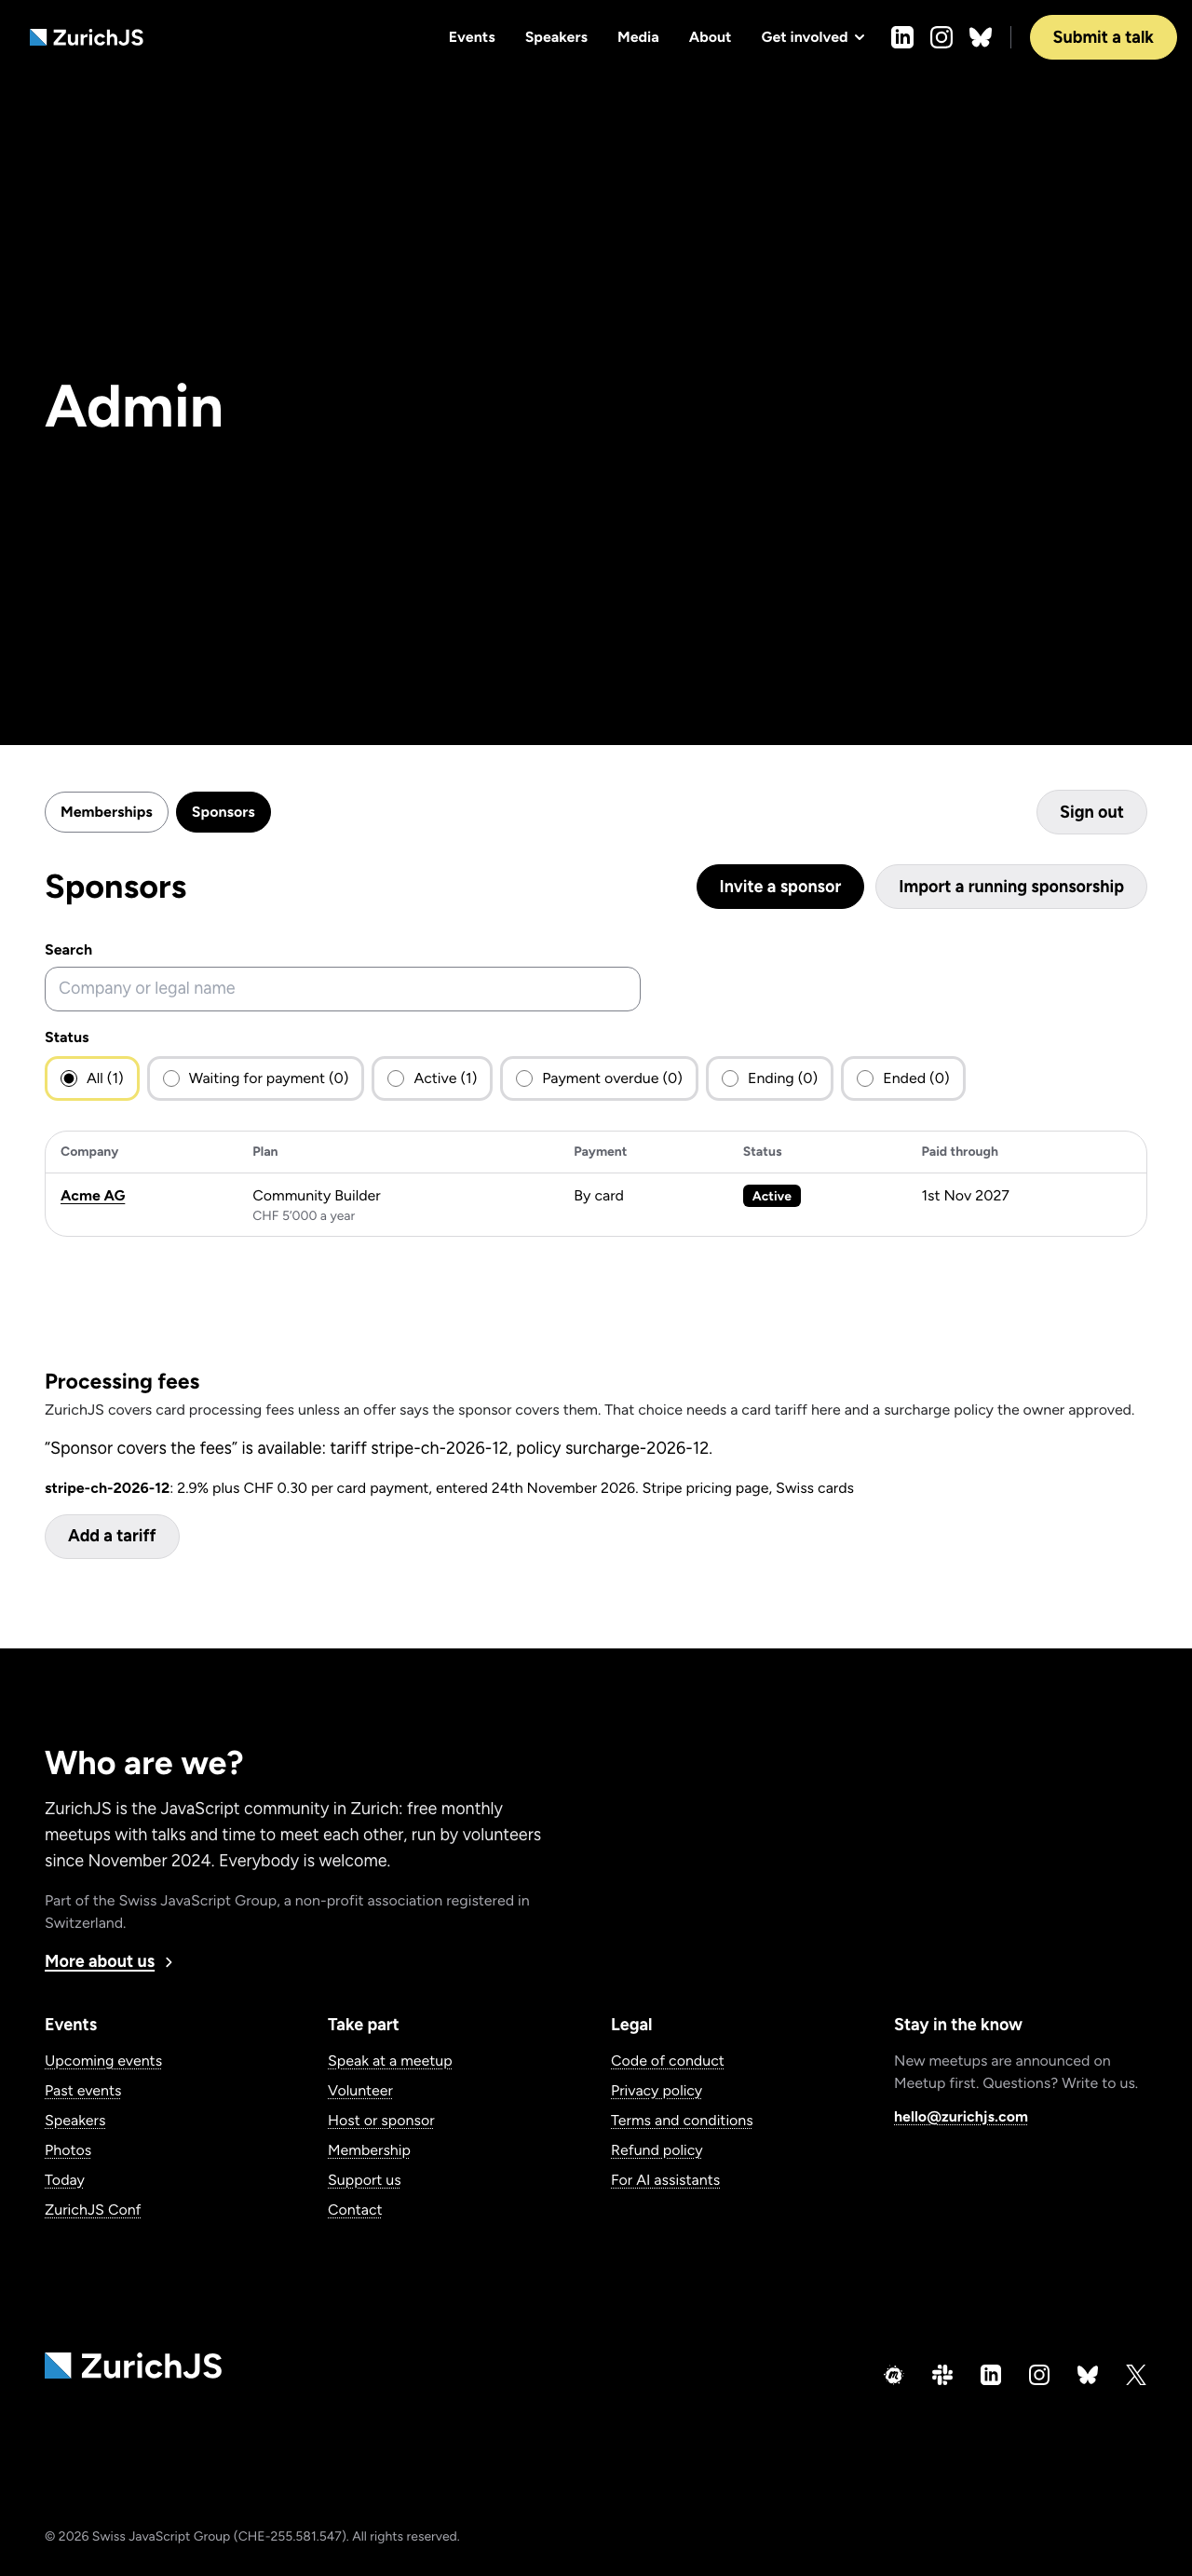 ZurichJS
Events Speakers Media About Get involved Submit a talk
Admin
Memberships Sponsors Sign out
Sponsors Invite a sponsor Import a running sponsorship
Search
Company or legal name
Status
All (1) Waiting for payment (0) Active (1) Payment overdue (0) Ending (0) Ended (0)
Company Plan Payment Status Paid through
Acme AG Community Builder By card Active 1st Nov 2027
CHF 5’000 a year
Processing fees
ZurichJS covers card processing fees unless an offer says the sponsor covers them. That choice needs a card tariff here and a surcharge policy the owner approved.
“Sponsor covers the fees” is available: tariff stripe-ch-2026-12, policy surcharge-2026-12.
stripe-ch-2026-12: 2.9% plus CHF 0.30 per card payment, entered 24th November 2026. Stripe pricing page, Swiss cards
Add a tariff
Who are we?
ZurichJS is the JavaScript community in Zurich: free monthly
meetups with talks and time to meet each other, run by volunteers
since November 2024. Everybody is welcome.
Part of the Swiss JavaScript Group, a non-profit association registered in
Switzerland.
More about us
Events
Upcoming events
Past events
Speakers
Photos
Today
ZurichJS Conf
Take part
Speak at a meetup
Volunteer
Host or sponsor
Membership
Support us
Contact
Legal
Code of conduct
Privacy policy
Terms and conditions
Refund policy
For AI assistants
Stay in the know
New meetups are announced on
Meetup first. Questions? Write to us.
hello@zurichjs.com
ZurichJS
© 2026 Swiss JavaScript Group (CHE-255.581.547). All rights reserved.